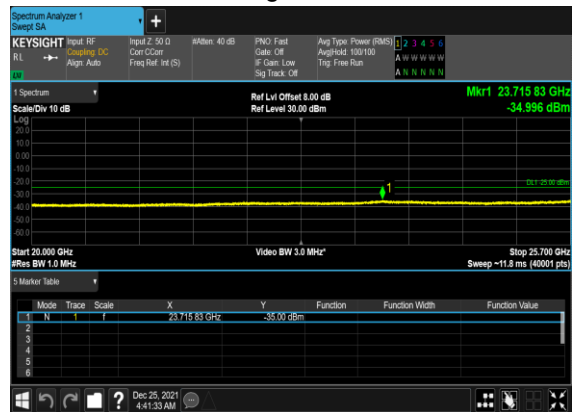 Spectrum Analyzer 1
Swept SA
+
KEYSIGHT Input: RF Input Z: 50 Ω #Atten: 40 dB PNO: Fast Avg Type: Power (RMS) 1 2 3 4 5 6
RL Coupling: DC Corr CCorr Gate: Off Avg|Hold: 100/100 A W W W W W
Align: Auto Freq Ref: Int (S) IF Gain: Low Trig: Free Run
Sig Track: Off A N N N N N
1 Spectrum Ref Lvl Offset 8.00 dB Mkr1 23.715 83 GHz
Scale/Div 10 dB Ref Level 30.00 dBm -34.996 dBm
Log
20.0
10.0
0.00
-10.0
-20.0
1
DL1 -25.00 dBm
-30.0
-40.0
-50.0
-60.0
Start 20.000 GHz Video BW 3.0 MHz* Stop 25.700 GHz
#Res BW 1.0 MHz Sweep ~11.8 ms (40001 pts)
5 Marker Table
Mode Trace Scale X Y Function Function Width Function Value
1 N 1 f 23.715 83 GHz -35.00 dBm
2
3
4
5
6
? Dec 25, 2021
4:41:33 AM